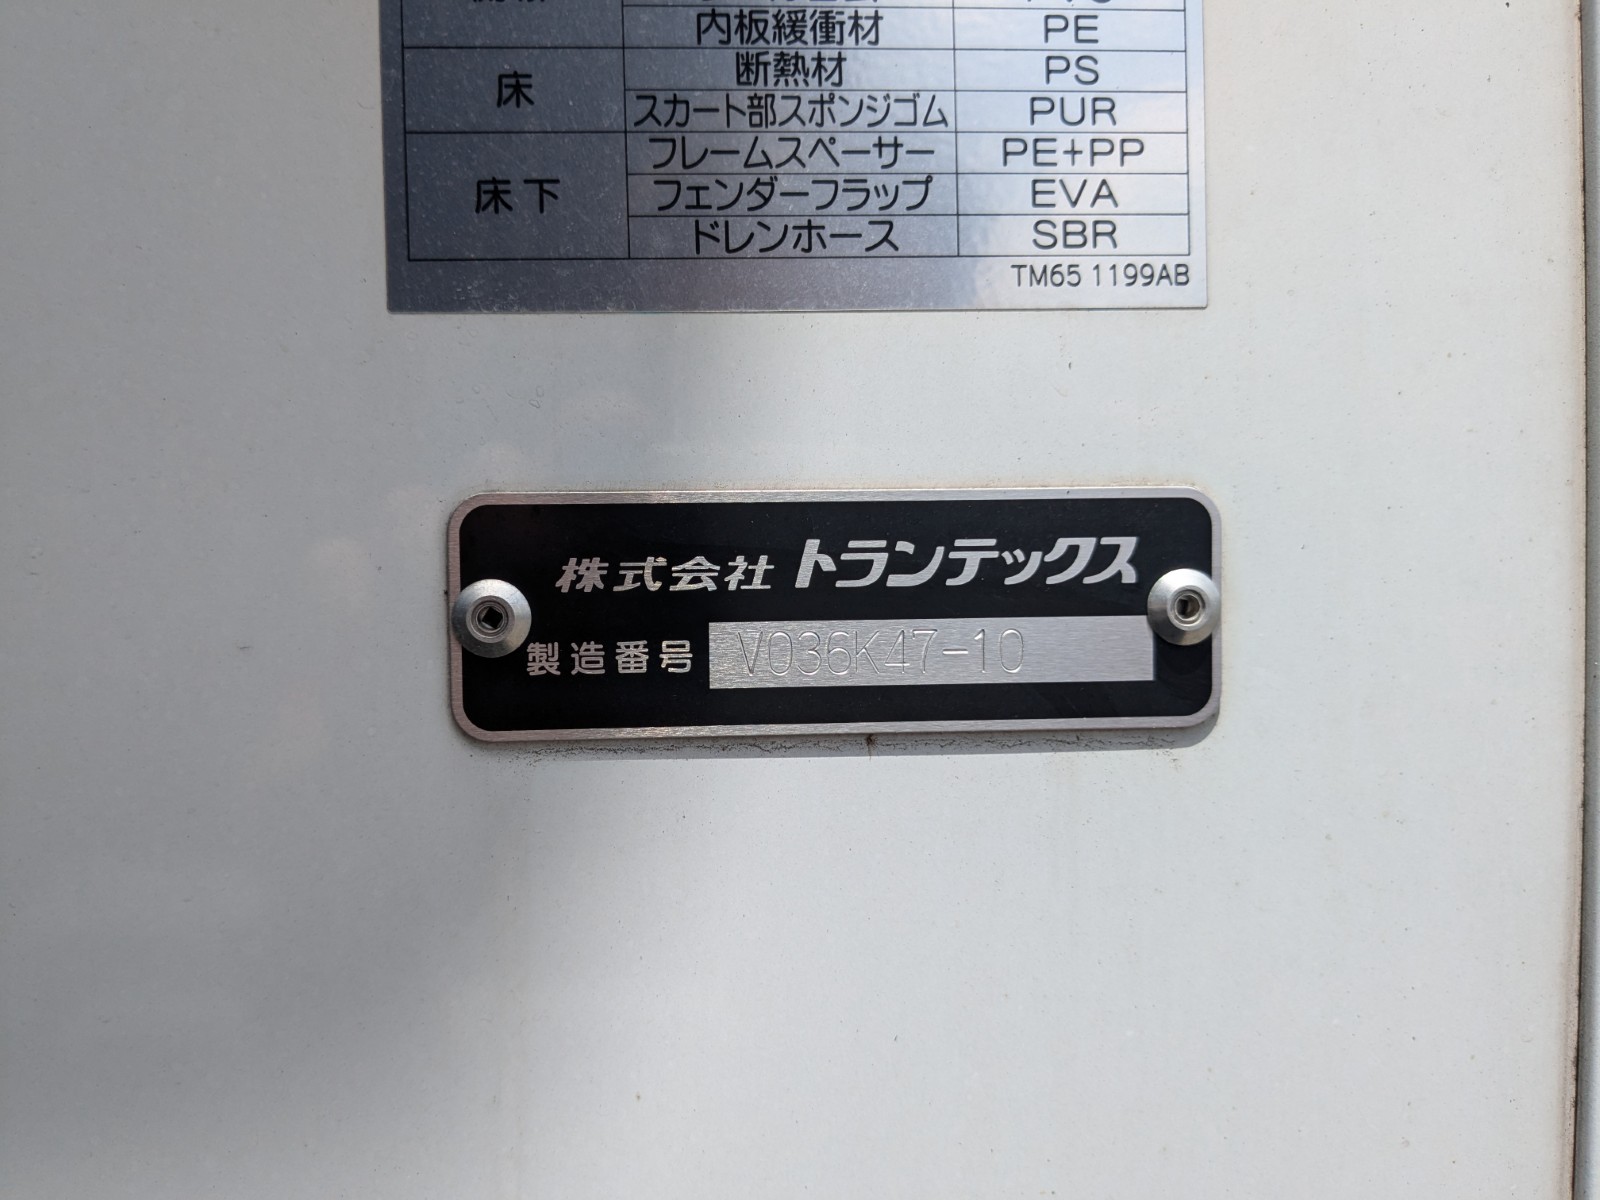 内板緩衝材 PE
床 断熱材 PS
スカート部スポンジゴム PUR
床下 フレームスペーサー PE+PP
フェンダーフラップ EVA
ドレンホース SBR
TM65 1199AB
株式会社 トランテックス
製造番号 V036K47-10